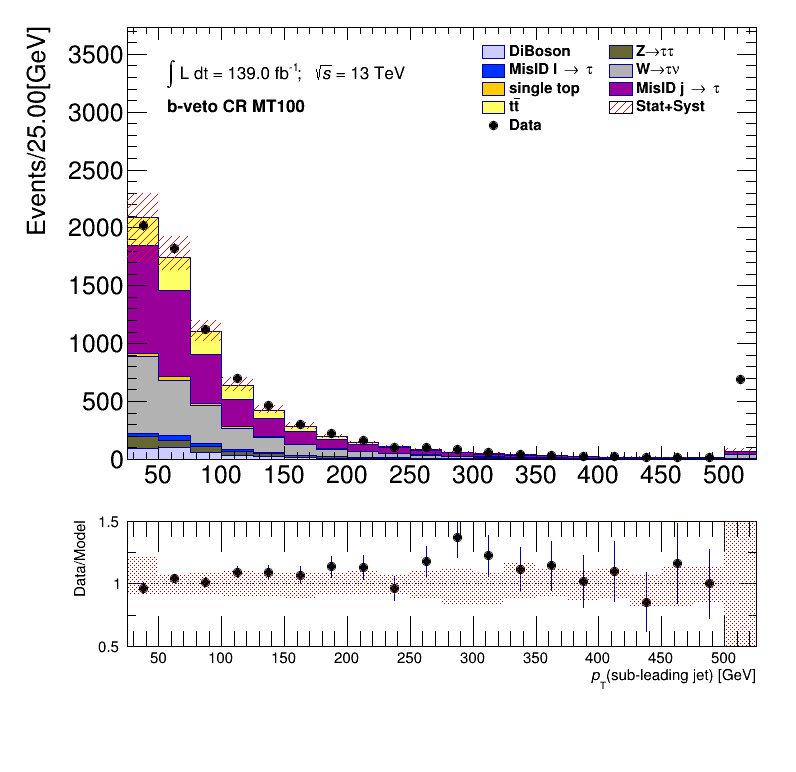 Events/25.00[GeV]
3500
3000
2500
2000
1500
1000
500
0
∫ L dt = 139.0 fb⁻¹; √s = 13 TeV
b-veto CR MT100
DiBoson
MisID l → τ
single top
tt̄
Data
Z→ττ
W→τν
MisID j → τ
Stat+Syst
50 100 150 200 250 300 350 400 450 500
Data/Model
1.5
1
0.5
50 100 150 200 250 300 350 400 450 500
p_T(sub-leading jet) [GeV]